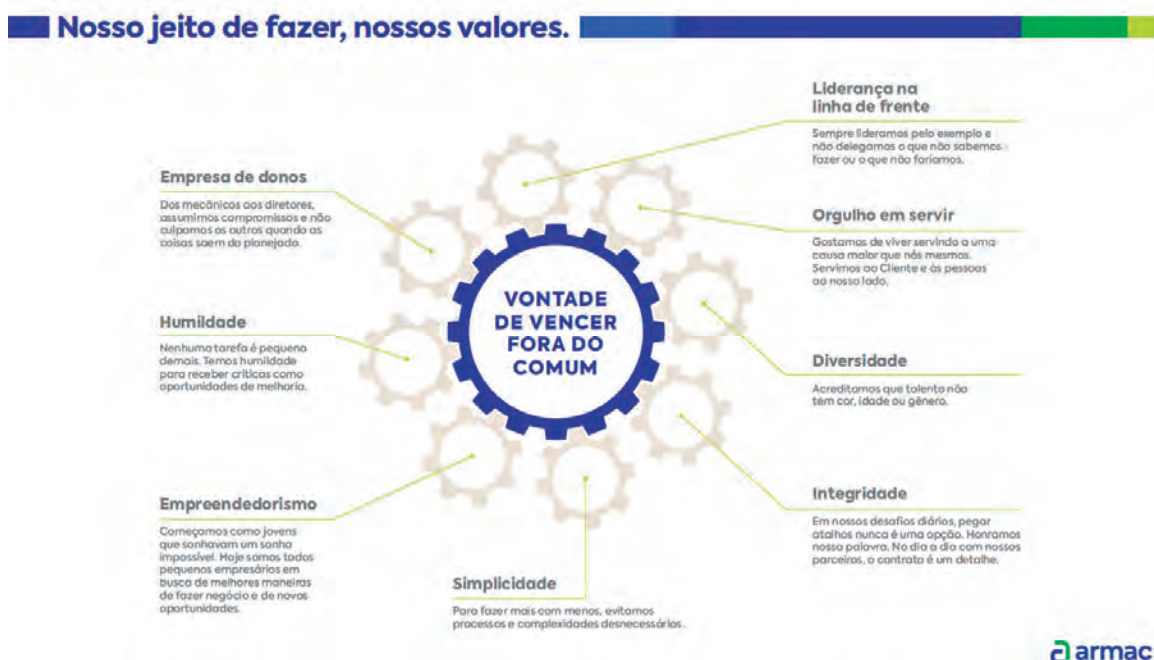 Nosso jeito de fazer, nossos valores.
Liderança na
linha de frente
Sempre lideramos pelo exemplo e
não delegamos o que não sabemos
fazer ou o que não faríamos.
Empresa de donos
Dos mecânicos aos diretores,
assumimos compromissos e não
culpamos os outros quando as
coisas saem do planejado.
Orgulho em servir
Gostamos de viver servindo a uma
causa maior que nós mesmos.
Servimos ao Cliente e às pessoas
ao nosso lado.
VONTADE
DE VENCER
FORA DO
COMUM
Humildade
Nenhuma tarefa é pequena
demais. Temos humildade
para receber críticas como
oportunidades de melhoria.
Diversidade
Acreditamos que talento não
tem cor, idade ou gênero.
Empreendedorismo
Começamos como jovens
que sonhavam um sonho
impossível. Hoje somos todos
pequenos empresários em
busca de melhores maneiras
de fazer negócio e de novas
oportunidades.
Integridade
Em nossos desafios diários, pegar
atalhos nunca é uma opção. Honramos
nossa palavra. No dia a dia com nossos
parceiros, o contrato é um detalhe.
Simplicidade
Para fazer mais com menos, evitamos
processos e complexidades desnecessários.
armac